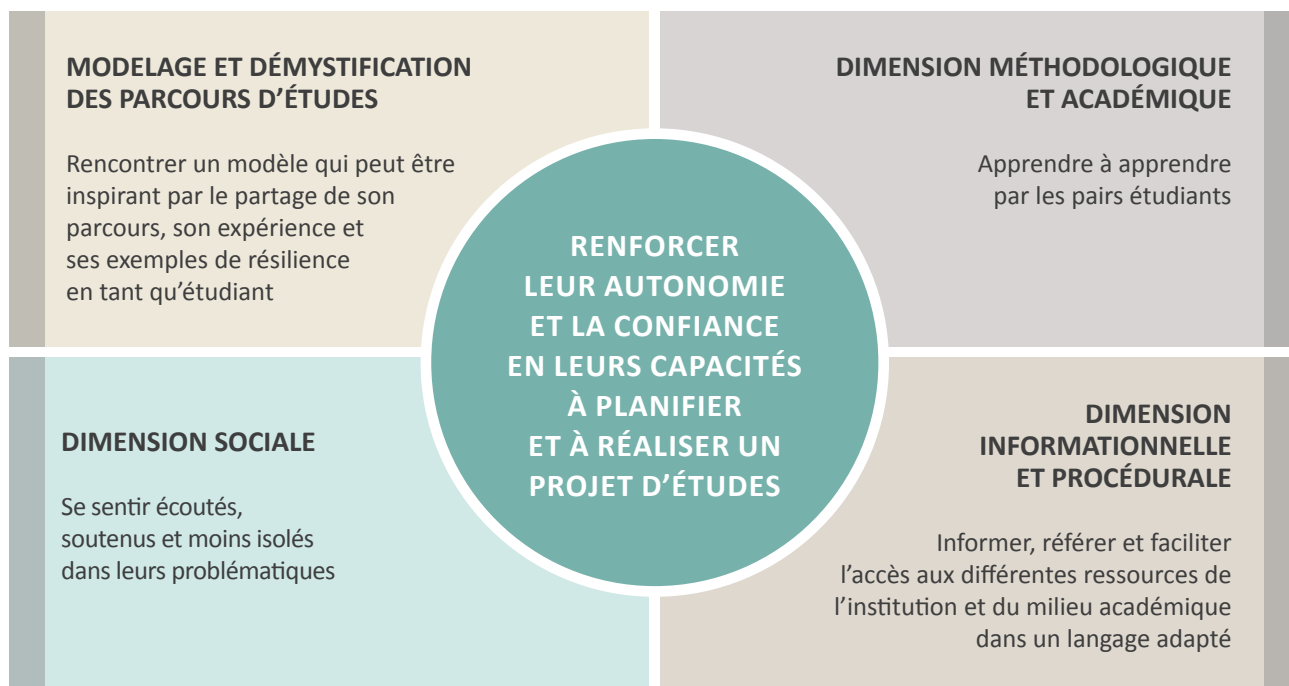 MODELAGE ET DÉMYSTIFICATION
DES PARCOURS D’ÉTUDES
Rencontrer un modèle qui peut être
inspirant par le partage de son
parcours, son expérience et
ses exemples de résilience
en tant qu’étudiant
DIMENSION MÉTHODOLOGIQUE
ET ACADÉMIQUE
Apprendre à apprendre
par les pairs étudiants
RENFORCER
LEUR AUTONOMIE
ET LA CONFIANCE
EN LEURS CAPACITÉS
À PLANIFIER
ET À RÉALISER UN
PROJET D’ÉTUDES
DIMENSION SOCIALE
Se sentir écoutés,
soutenus et moins isolés
dans leurs problématiques
DIMENSION
INFORMATIONNELLE
ET PROCÉDURALE
Informer, référer et faciliter
l’accès aux différentes ressources de
l’institution et du milieu académique
dans un langage adapté